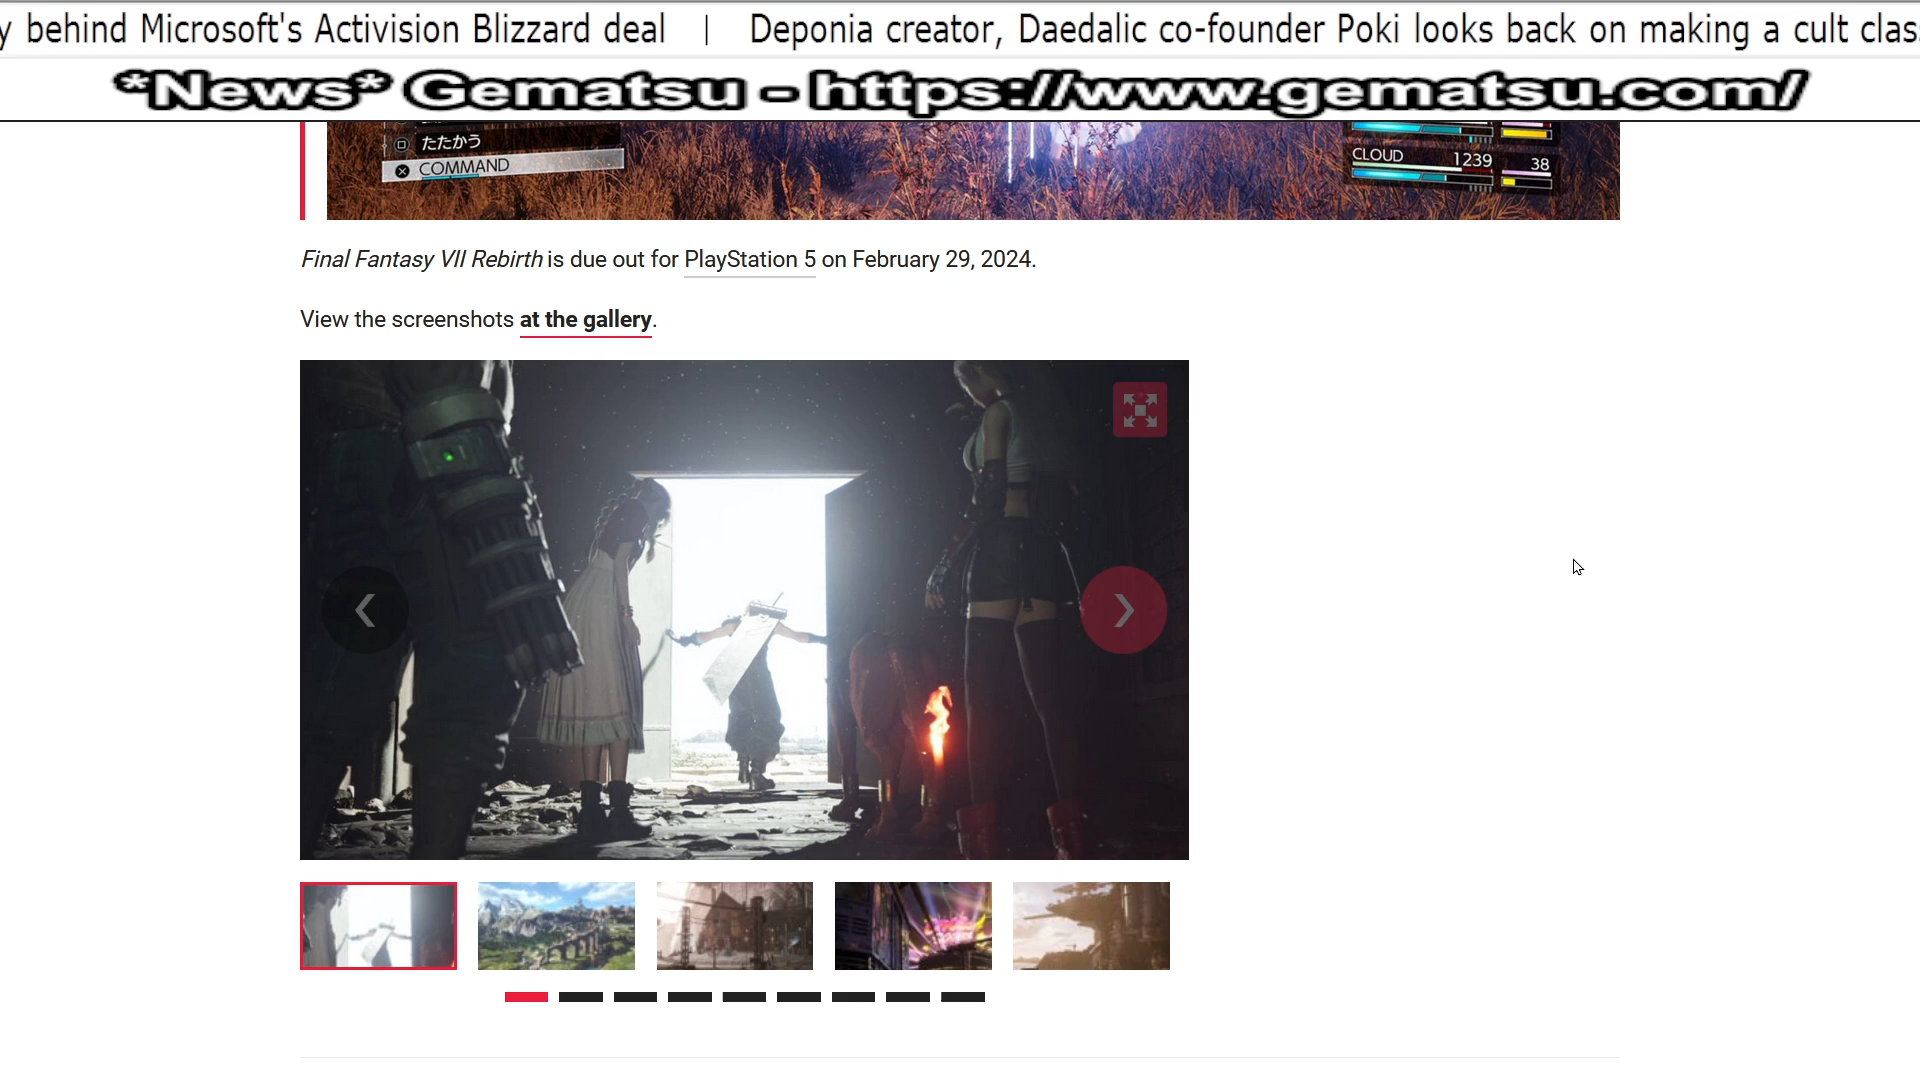 behind Microsoft's Activision Blizzard deal | Deponia creator, Daedalic co-founder Poki looks back on making a cult
*News* Gematsu - https://www.gematsu.com/
たたかう
COMMAND
CLOUD 1239 38
Final Fantasy VII Rebirth is due out for PlayStation 5 on February 29, 2024.
View the screenshots at the gallery.